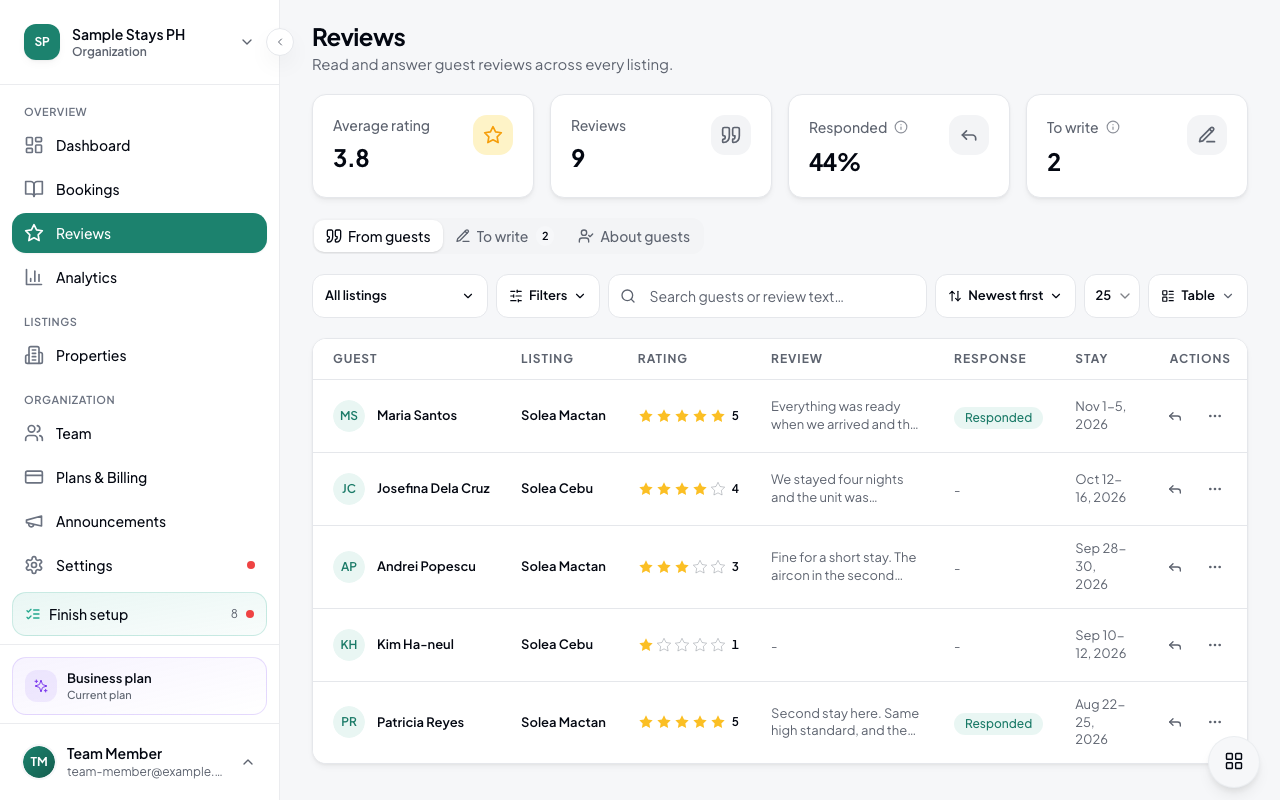 SP
Sample Stays PH
Organization
OVERVIEW
Dashboard
Bookings
Reviews
Analytics
LISTINGS
Properties
ORGANIZATION
Team
Plans & Billing
Announcements
Settings
Finish setup 8
Business plan
Current plan
TM
Team Member
team-member@example....
Reviews
Read and answer guest reviews across every listing.
Average rating
3.8
Reviews
9
Responded
44%
To write
2
From guests To write 2 About guests
All listings Filters Search guests or review text... Newest first 25 Table
GUEST LISTING RATING REVIEW RESPONSE STAY ACTIONS
MS Maria Santos Solea Mactan 5
Everything was ready
when we arrived and th...
Responded
Nov 1–5,
2026
JC Josefina Dela Cruz Solea Cebu 4
We stayed four nights
and the unit was...
-
Oct 12–
16, 2026
AP Andrei Popescu Solea Mactan 3
Fine for a short stay. The
aircon in the second...
-
Sep 28–
30,
2026
KH Kim Ha-neul Solea Cebu 1
-
-
Sep 10–
12, 2026
PR Patricia Reyes Solea Mactan 5
Second stay here. Same
high standard, and the...
Responded
Aug 22–
25,
2026